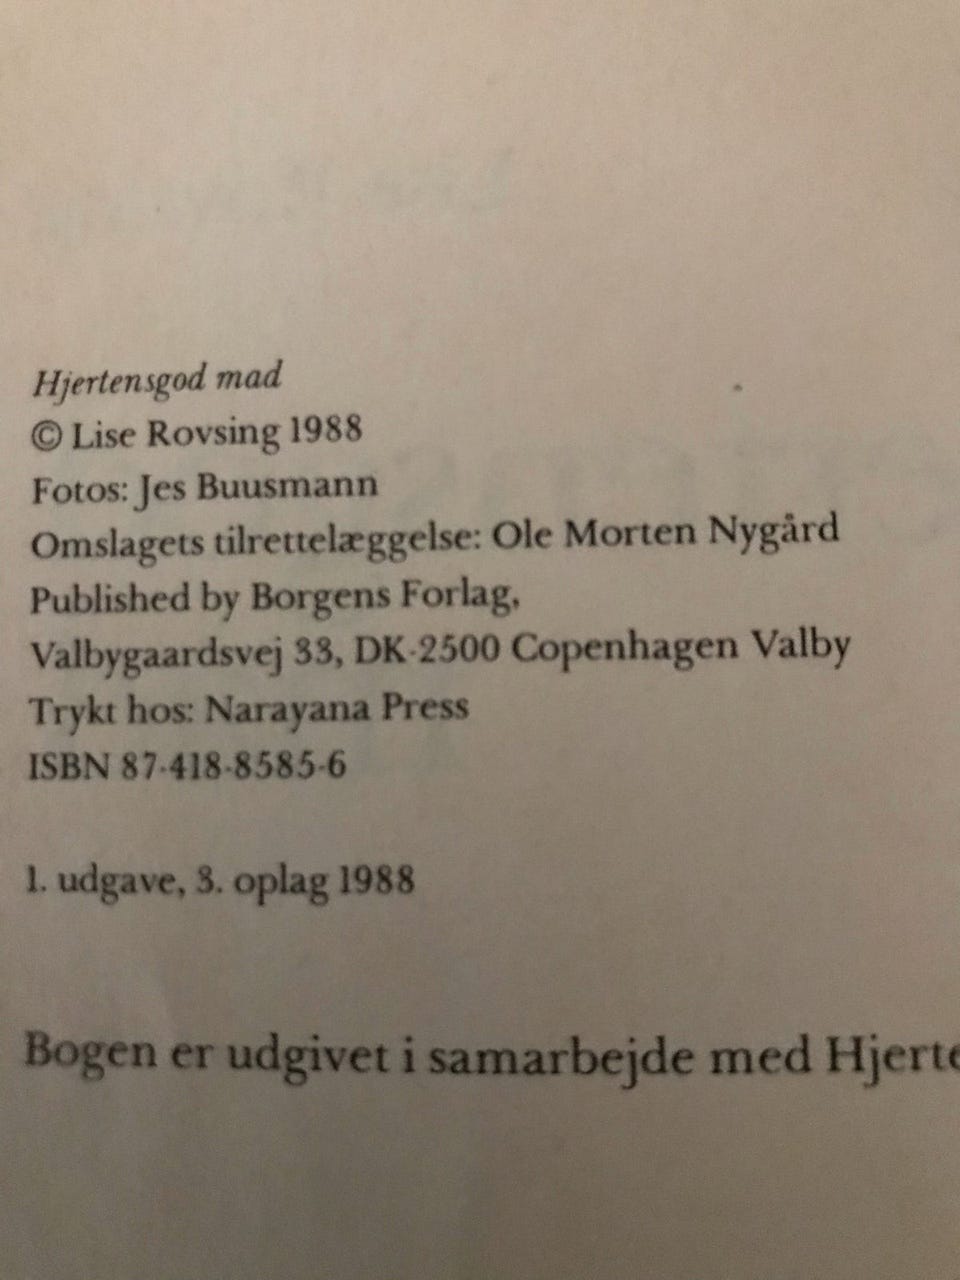 Hjertensgod mad
© Lise Rovsing 1988
Fotos: Jes Buusmann
Omslagets tilrettelæggelse: Ole Morten Nygård
Published by Borgens Forlag,
Valbygaardsvej 33, DK-2500 Copenhagen Valby
Trykt hos: Narayana Press
ISBN 87-418-8585-6
1. udgave, 3. oplag 1988
Bogen er udgivet i samarbejde med Hjerte